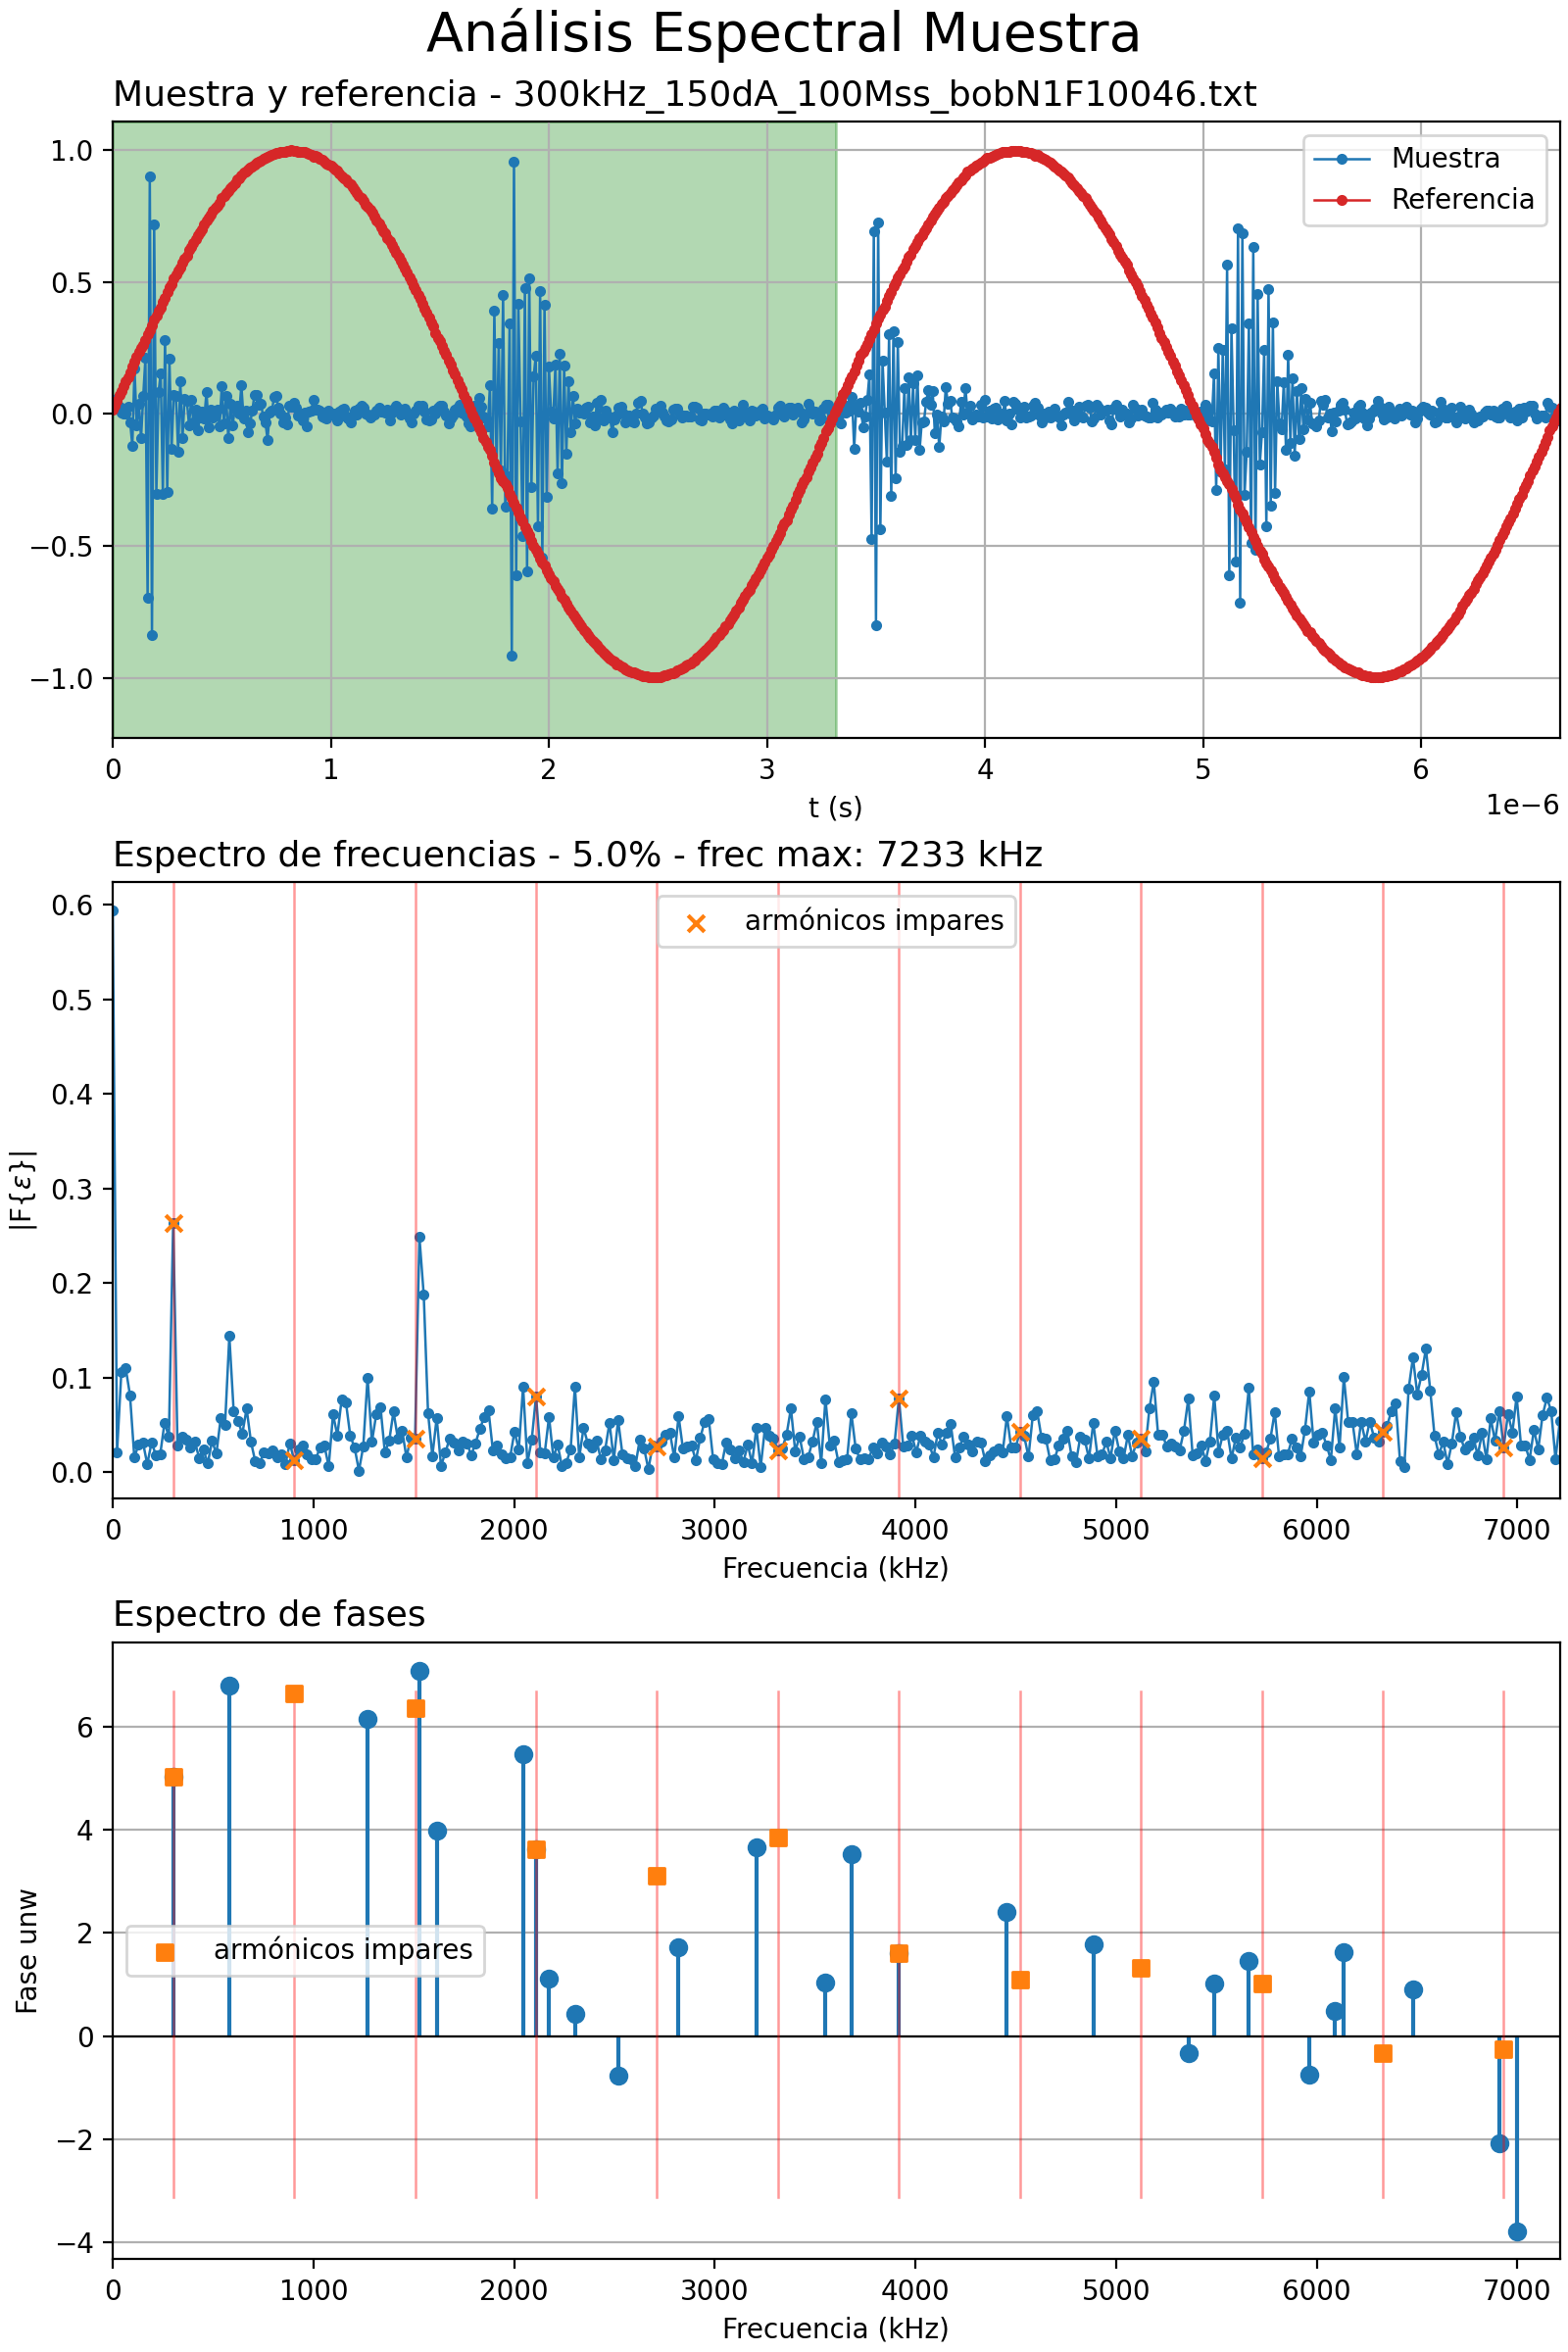 Análisis Espectral Muestra
Muestra y referencia - 300kHz_150dA_100Mss_bobN1F10046.txt
1.0
0.5
0.0
−0.5
−1.0
Muestra
Referencia
0 1 2 3 4 5 6
1e−6
t (s)
Espectro de frecuencias - 5.0% - frec max: 7233 kHz
0.6
0.5
0.4
0.3
0.2
0.1
0.0
|F{ε}|
armónicos impares
0 1000 2000 3000 4000 5000 6000 7000
Frecuencia (kHz)
Espectro de fases
6
4
2
0
−2
−4
Fase unw
armónicos impares
0 1000 2000 3000 4000 5000 6000 7000
Frecuencia (kHz)